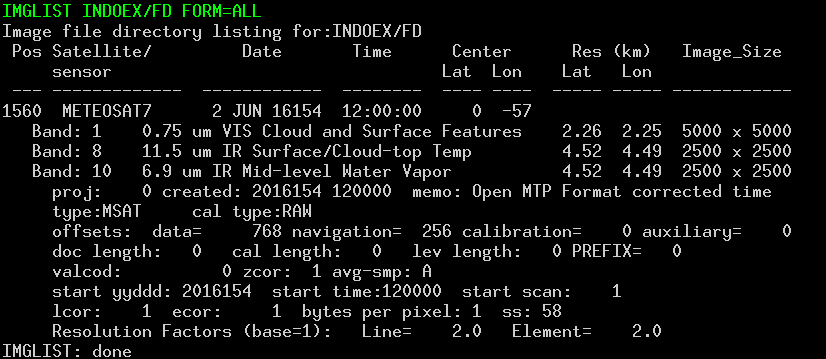 IMGLIST INDOEX/FD FORM=ALL
Image file directory listing for:INDOEX/FD
 Pos Satellite/         Date       Time      Center      Res (km)   Image_Size
     sensor                                 Lat  Lon    Lat   Lon
 --- -------------  ------------  --------  ---- ----  ----- ----- ------------
1560  METEOSAT7      2 JUN 16154  12:00:00     0  -57
   Band: 1    0.75 um VIS Cloud and Surface Features    2.26  2.25  5000 x 5000
   Band: 8    11.5 um IR Surface/Cloud-top Temp         4.52  4.49  2500 x 2500
   Band: 10   6.9 um IR Mid-level Water Vapor           4.52  4.49  2500 x 2500
     proj:    0 created: 2016154 120000  memo: Open MTP Format corrected time
     type:MSAT     cal type:RAW
     offsets:  data=     768 navigation=  256 calibration=    0 auxiliary=    0
     doc length:   0   cal length:   0   lev length:   0 PREFIX=   0
     valcod:          0 zcor:  1 avg-smp: A
     start yyddd: 2016154  start time:120000  start scan:    1
     lcor:    1  ecor:     1  bytes per pixel: 1  ss: 58
     Resolution Factors (base=1):   Line=    2.0   Element=    2.0
IMGLIST: done